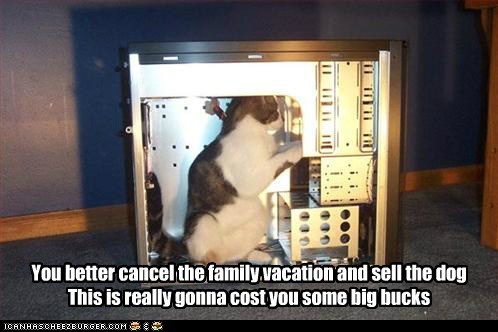 You better cancel the family vacation and sell the dog
This is really gonna cost you some big bucks
ICANHASCHEEZBURGER.COM